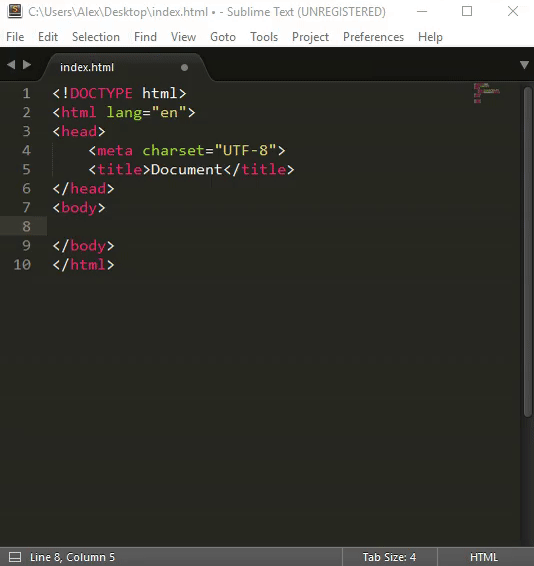 C:\Users\Alex\Desktop\index.html • - Sublime Text (UNREGISTERED)
File Edit Selection Find View Goto Tools Project Preferences Help
index.html
1 <!DOCTYPE html>
2 <html lang="en">
3 <head>
4     <meta charset="UTF-8">
5     <title>Document</title>
6 </head>
7 <body>
8
9 </body>
10 </html>
Line 8, Column 5 Tab Size: 4 HTML